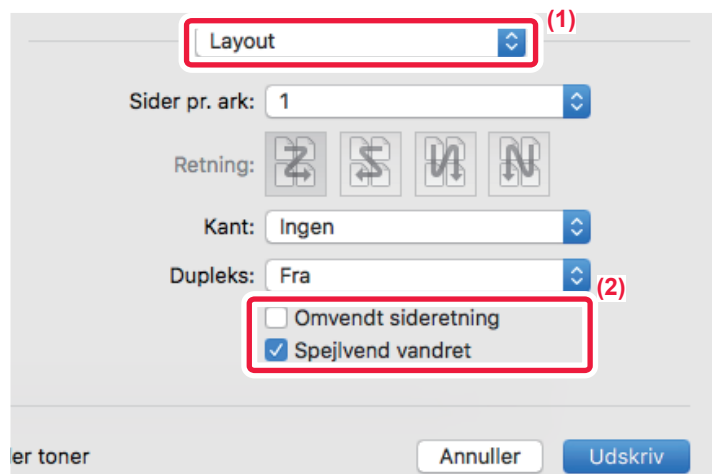 (1)
Layout
Sider pr. ark: 1
Retning:
Kant: Ingen
Dupleks: Fra
(2)
Omvendt sideretning
Spejlvend vandret
er toner Annuller Udskriv